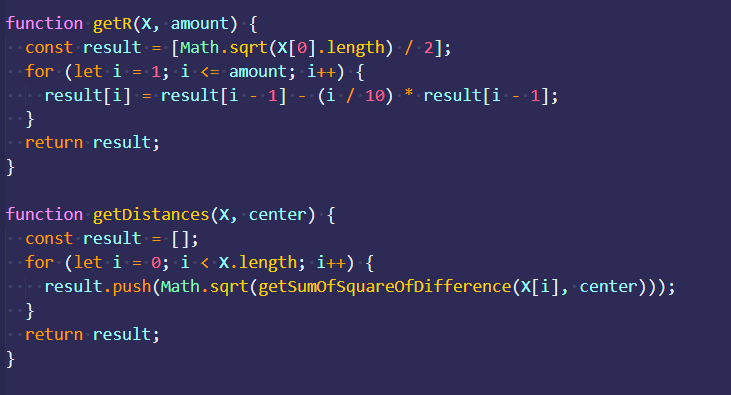 function getR(X, amount) {
  const result = [Math.sqrt(X[0].length) / 2];
  for (let i = 1; i <= amount; i++) {
    result[i] = result[i - 1] - (i / 10) * result[i - 1];
  }
  return result;
}

function getDistances(X, center) {
  const result = [];
  for (let i = 0; i < X.length; i++) {
    result.push(Math.sqrt(getSumOfSquareOfDifference(X[i], center)));
  }
  return result;
}